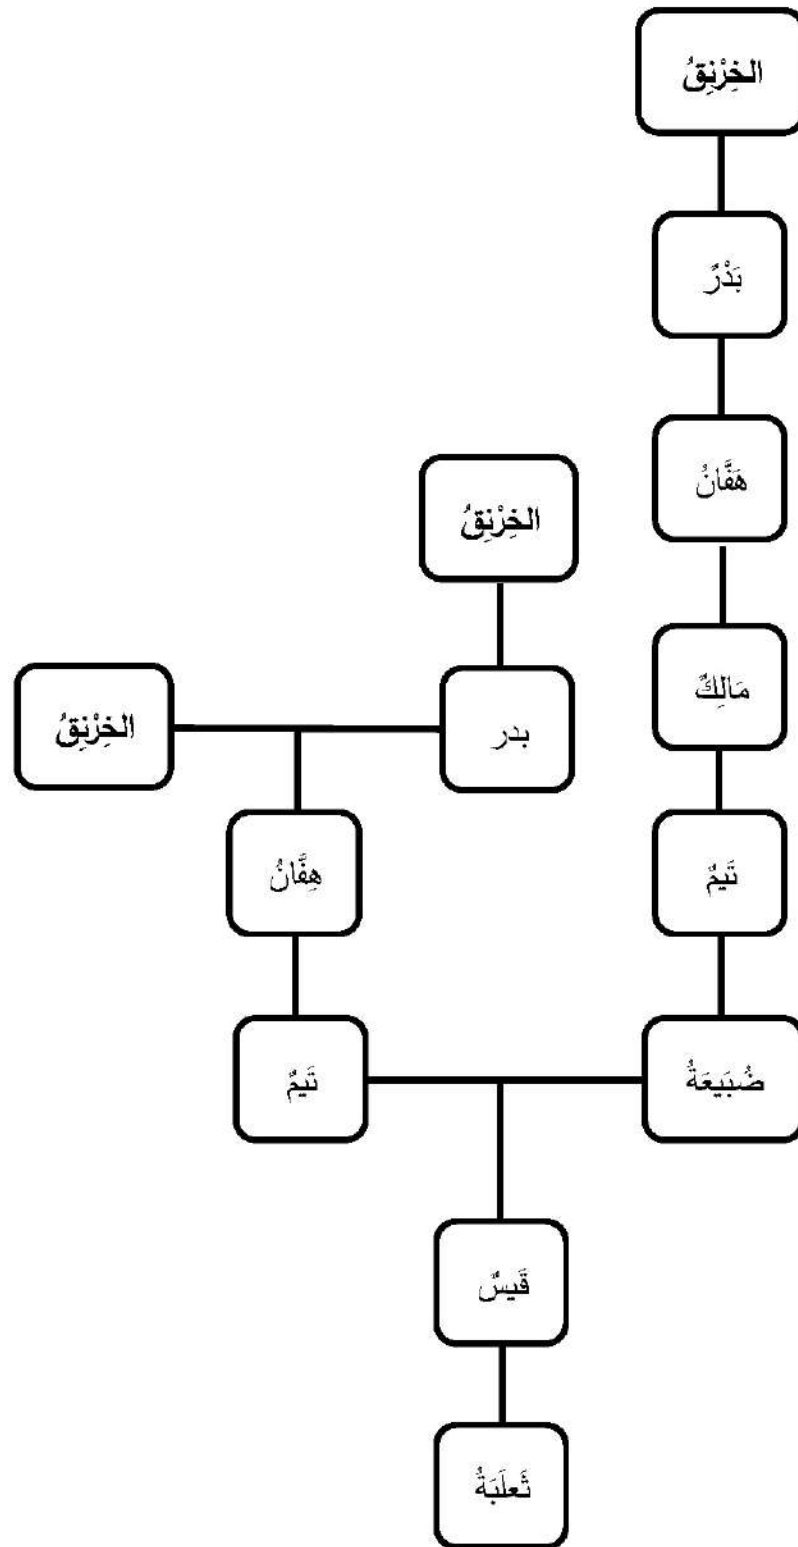 الخِرْنِقُ
بَدْرٌ
هَفَّانُ
الخِرْنِقُ
مَالِكٌ
بدر
الخِرْنِقُ
تَيمٌ
هِفَّانُ
ضُبَيعَةُ
تَيمٌ
قَيسٌ
ثَعلَبَةُ